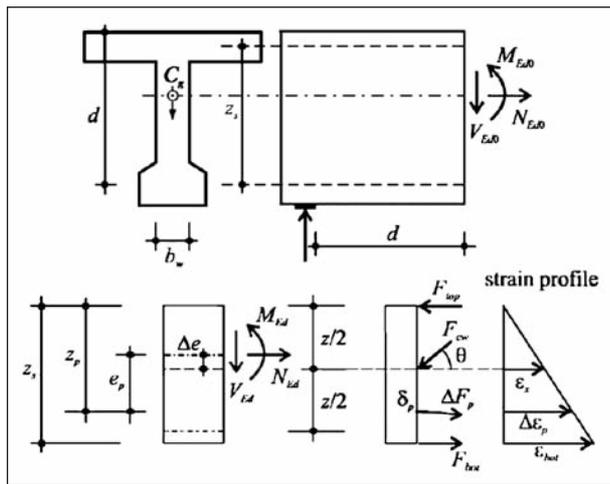 C_g
d
b_w
z_s
M_Ed0
N_Ed0
V_Ed0
d
strain profile
z_s
z_p
e_p
Δe
M_Ed
V_Ed
N_Ed
z/2
z/2
F_top
F_cw
θ
δ_p
ΔF_p
F_bot
ε_x
Δε_p
ε_bot